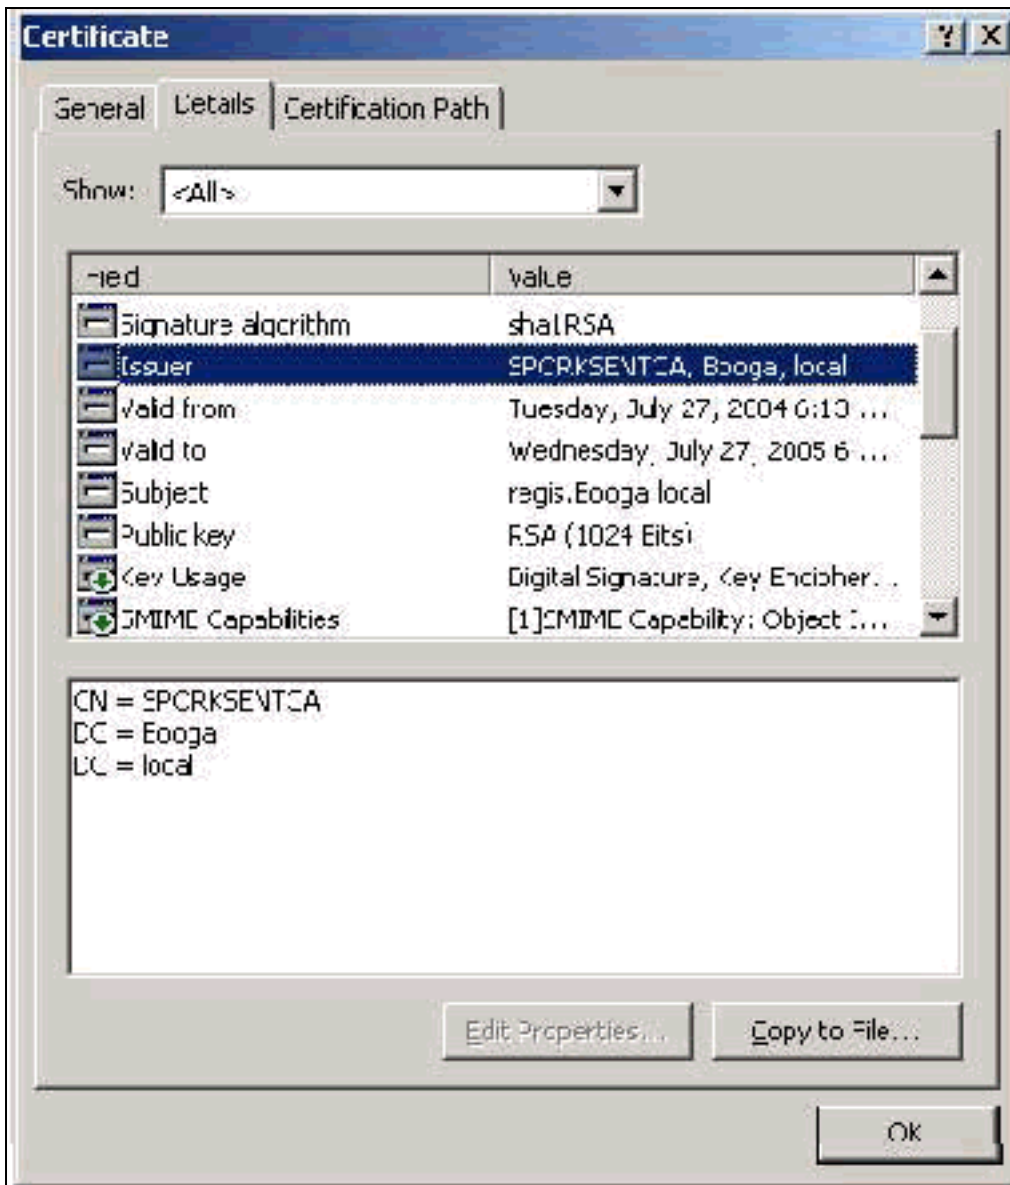 Certificate
General Details Certification Path
Show: <All>
Field Value
Signature algorithm sha1RSA
Issuer Booga, local
Valid from Tuesday, July 27, 2004 6:10 ...
Valid to Wednesday, July 27, 2005 6 ...
Subject regis.Booga.local
Public key RSA (1024 Bits)
Key Usage Digital Signature, Key Encipher...
SMIME Capabilities [1]SMIME Capability: Object I...
CN =
DC = Booga
DC = local
Edit Properties...
Copy to File...
OK